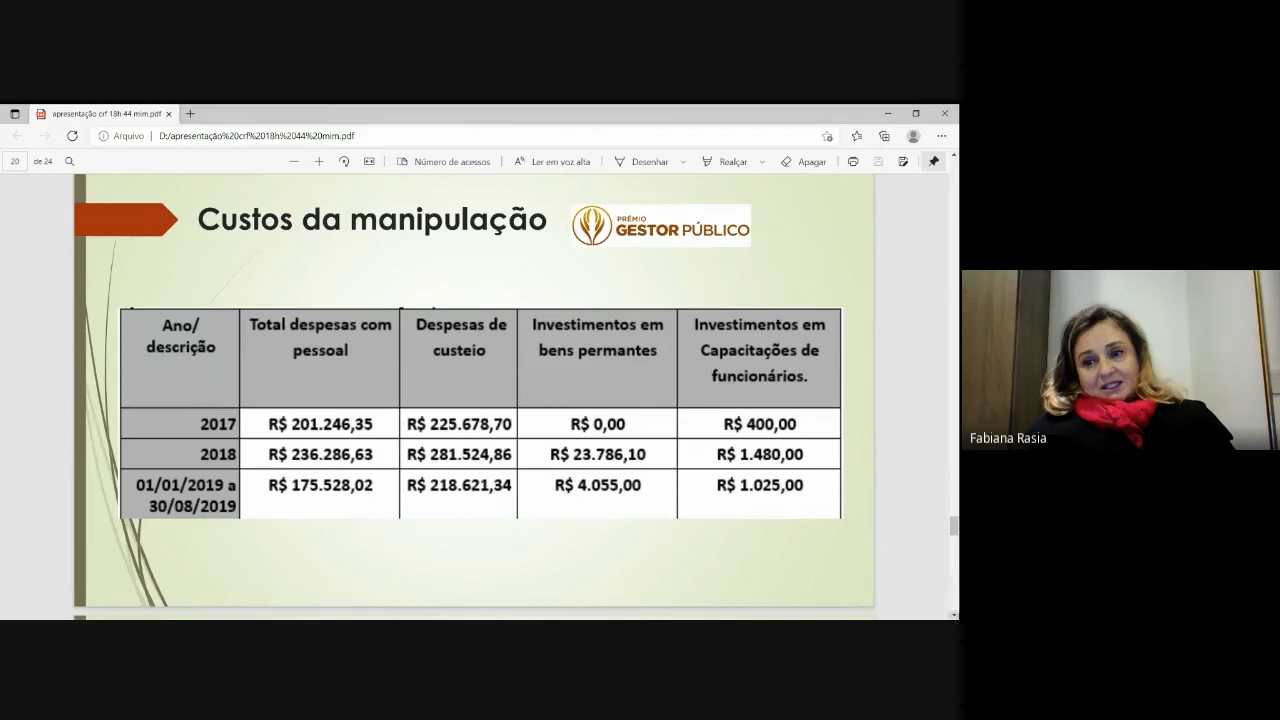 apresentação crf 18h 44 mim.pdf
Arquivo
D:/apresentação%20crf%2018h%2044%20mim.pdf
20 de 24
Número de acessos
Ler em voz alta
Desenhar
Realçar
Apagar
Custos da manipulação
PRÊMIO
GESTOR PÚBLICO
Ano/ descrição
Total despesas com pessoal
Despesas de custeio
Investimentos em bens permantes
Investimentos em Capacitações de funcionários.
2017 R$ 201.246,35 R$ 225.678,70 R$ 0,00 R$ 400,00
2018 R$ 236.286,63 R$ 281.524,86 R$ 23.786,10 R$ 1.480,00
01/01/2019 a 30/08/2019 R$ 175.528,02 R$ 218.621,34 R$ 4.055,00 R$ 1.025,00
Fabiana Rasia